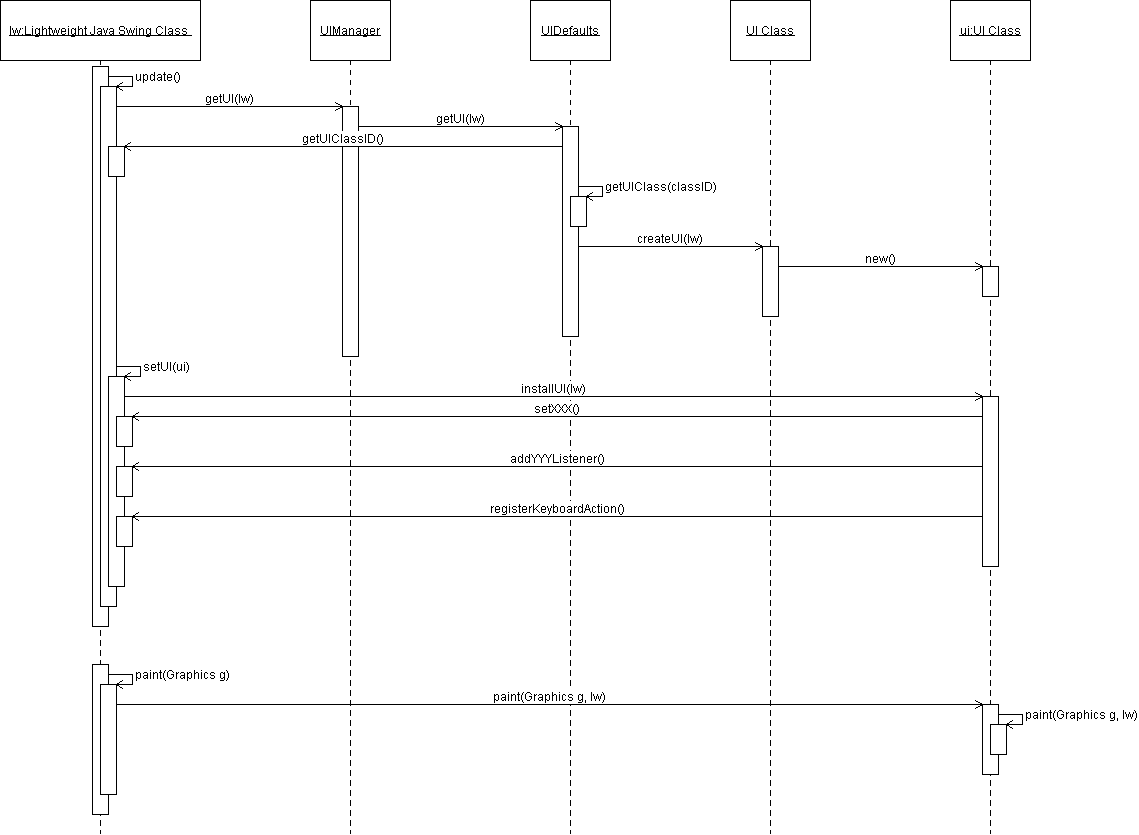 lw:Lightweight Java Swing Class
UIManager
UIDefaults
UI Class
ui:UI Class
update()
getUI(lw)
getUI(lw)
getUIClassID()
getUIClass(classID)
createUI(lw)
new()
setUI(ui)
installUI(lw)
setXXX()
addYYYListener()
registerKeyboardAction()
paint(Graphics g)
paint(Graphics g, lw)
paint(Graphics g, lw)